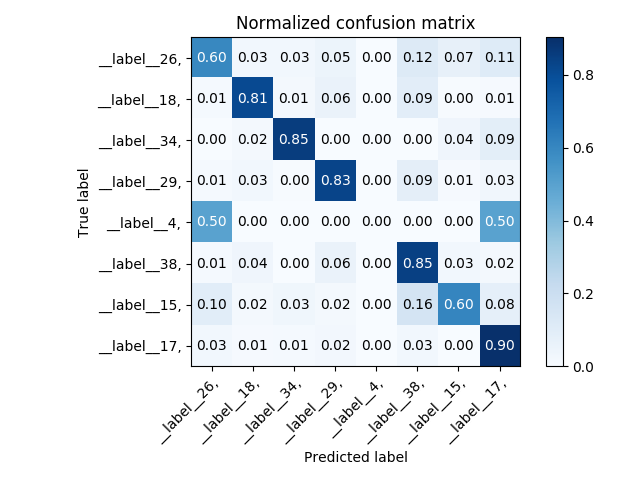 Normalized confusion matrix
True label
__label__26, 0.60 0.03 0.03 0.05 0.00 0.12 0.07 0.11
__label__18, 0.01 0.81 0.01 0.06 0.00 0.09 0.00 0.01
__label__34, 0.00 0.02 0.85 0.00 0.00 0.00 0.04 0.09
__label__29, 0.01 0.03 0.00 0.83 0.00 0.09 0.01 0.03
__label__4, 0.50 0.00 0.00 0.00 0.00 0.00 0.00 0.50
__label__38, 0.01 0.04 0.00 0.06 0.00 0.85 0.03 0.02
__label__15, 0.10 0.02 0.03 0.02 0.00 0.16 0.60 0.08
__label__17, 0.03 0.01 0.01 0.02 0.00 0.03 0.00 0.90
__label__26, __label__18, __label__34, __label__29, __label__4, __label__38, __label__15, __label__17,
Predicted label
0.8
0.6
0.4
0.2
0.0